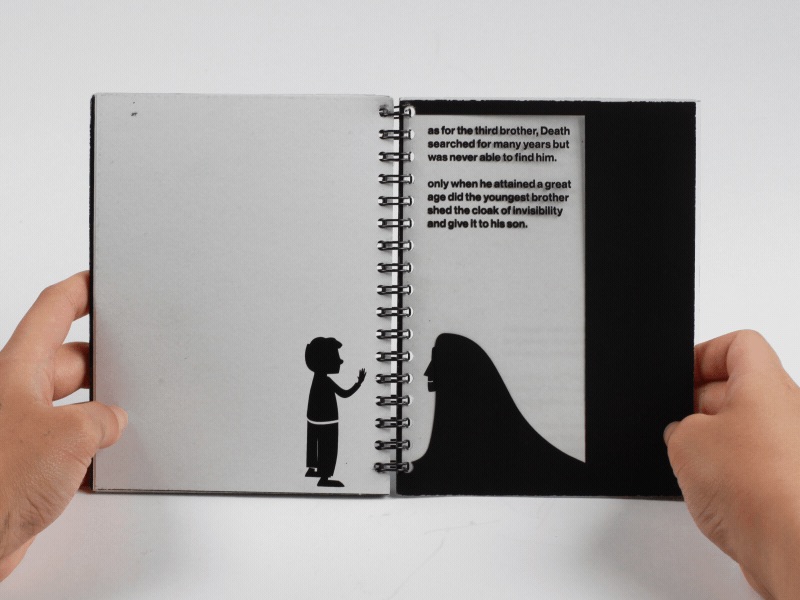 as for the third brother, Death
searched for many years but
was never able to find him.
only when he attained a great
age did the youngest brother
shed the cloak of invisibility
and give it to his son.